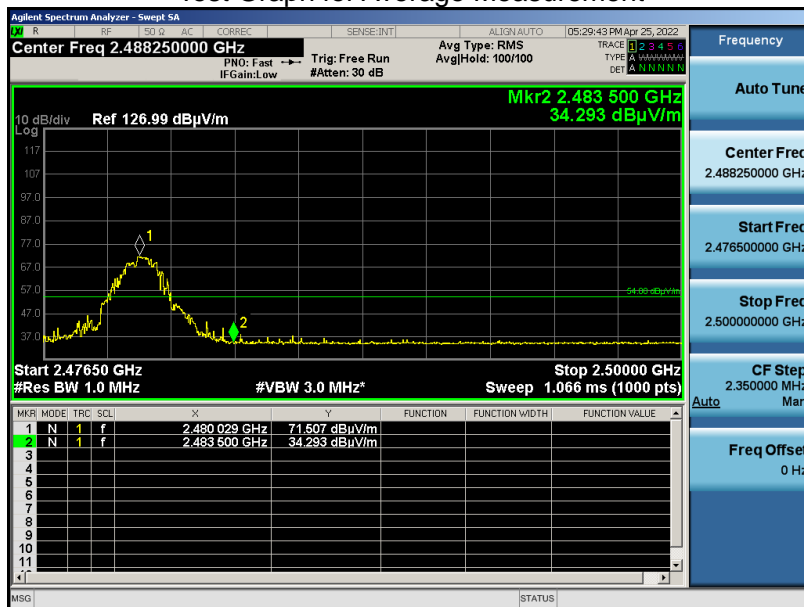 Test Graph for Average Measurement
Agilent Spectrum Analyzer - Swept SA
LXI R RF 50 Ω AC CORREC SENSE:INT ALIGN AUTO 05:29:43 PM Apr 25, 2022
Center Freq 2.488250000 GHz
PNO: Fast
IFGain:Low
Trig: Free Run
#Atten: 30 dB
Avg Type: RMS
Avg|Hold: 100/100
TRACE 1 2 3 4 5 6
TYPE A WWWWW
DET A N N N N N
Mkr2 2.483 500 GHz
34.293 dBµV/m
10 dB/div Ref 126.99 dBµV/m
Log
117
107
97.0
87.0
77.0
67.0
57.0
47.0
37.0
1
2
54.00 dBµV/m
Start 2.47650 GHz Stop 2.50000 GHz
#Res BW 1.0 MHz #VBW 3.0 MHz* Sweep 1.066 ms (1000 pts)
MKR MODE TRC SCL X Y FUNCTION FUNCTION WIDTH FUNCTION VALUE
1 N 1 f 2.480 029 GHz 71.507 dBµV/m
2 N 1 f 2.483 500 GHz 34.293 dBµV/m
3
4
5
6
7
8
9
10
11
MSG STATUS
Frequency
Auto Tune
Center Freq
2.488250000 GHz
Start Freq
2.476500000 GHz
Stop Freq
2.500000000 GHz
CF Step
2.350000 MHz
Auto Man
Freq Offset
0 Hz